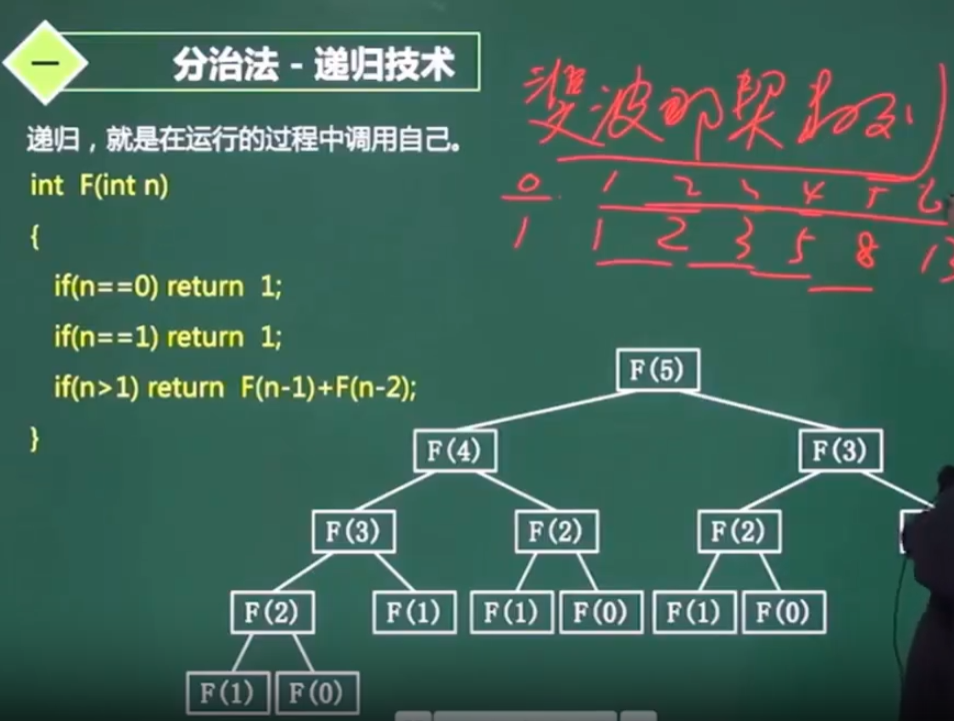 一
分治法 - 递归技术
递归，就是在运行的过程中调用自己。
int F(int n)
{
if(n==0) return 1;
if(n==1) return 1;
if(n>1) return F(n-1)+F(n-2);
}
斐波那契数列
0 1 2 3 4 5 6
1 1 2 3 5 8 13
F(5)
F(4) F(3)
F(3) F(2) F(2)
F(2) F(1) F(1) F(0) F(1) F(0)
F(1) F(0)